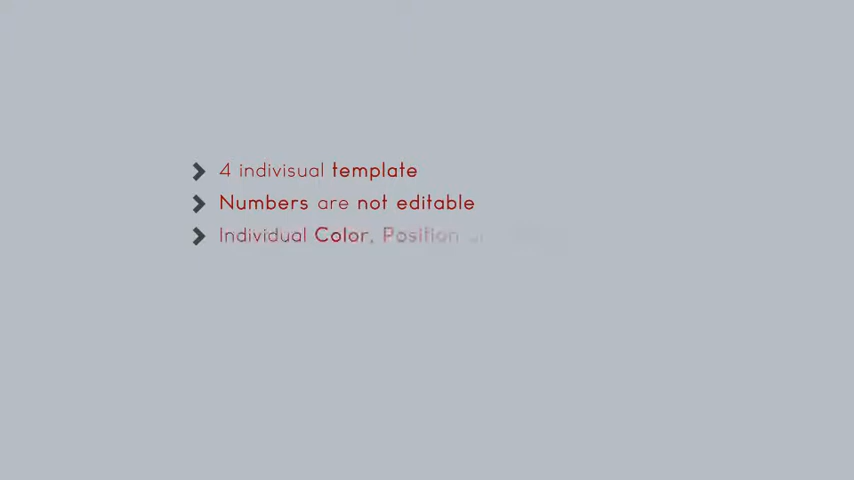 4 indivisual template
Numbers are not editable
Individual Color, Position